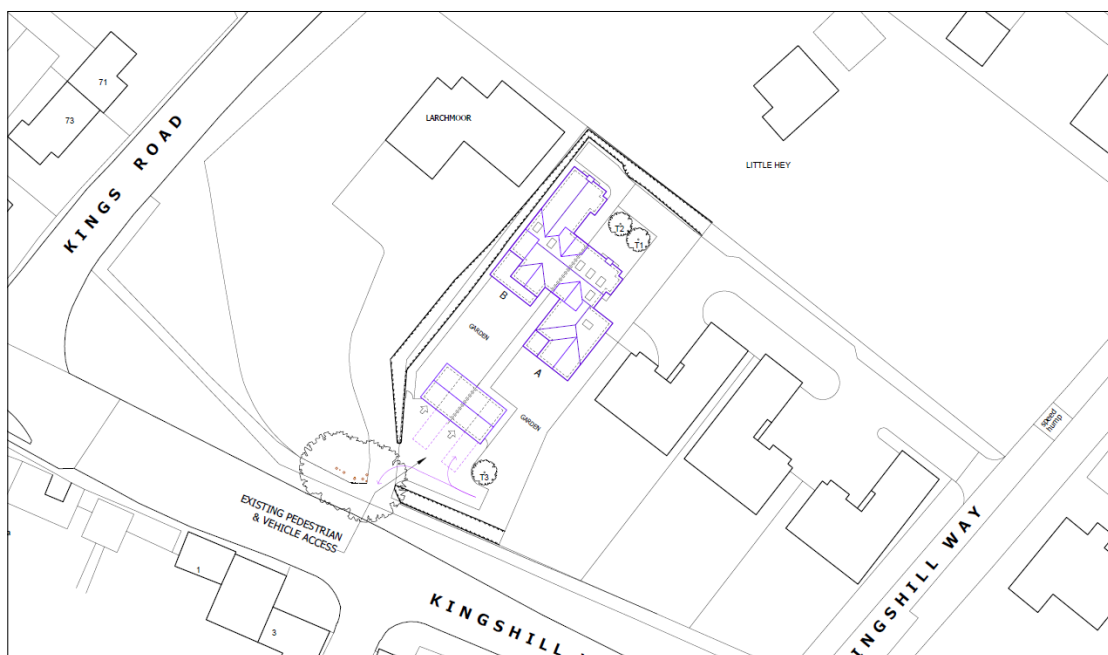 71
73
KINGS ROAD
LARCHMOOR
LITTLE HEY
T2
T1
B
GARDEN
A
GARDEN
T3
speed
hump
EXISTING PEDESTRIAN
& VEHICLE ACCESS
1
3
KINGSHILL
INGSHILL WAY